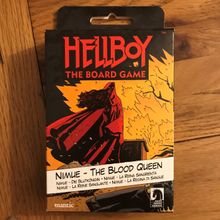 HELLBOY
THE BOARD GAME
NIMUE - THE BLOOD QUEEN
NIMUE - DIE BLUTKÖNIGIN • NIMUE - LA REINA SANGRIENTA
NIMUE - LA REINE SANGLANTE • NIMUE - LA REGINA DI SANGUE
mantic